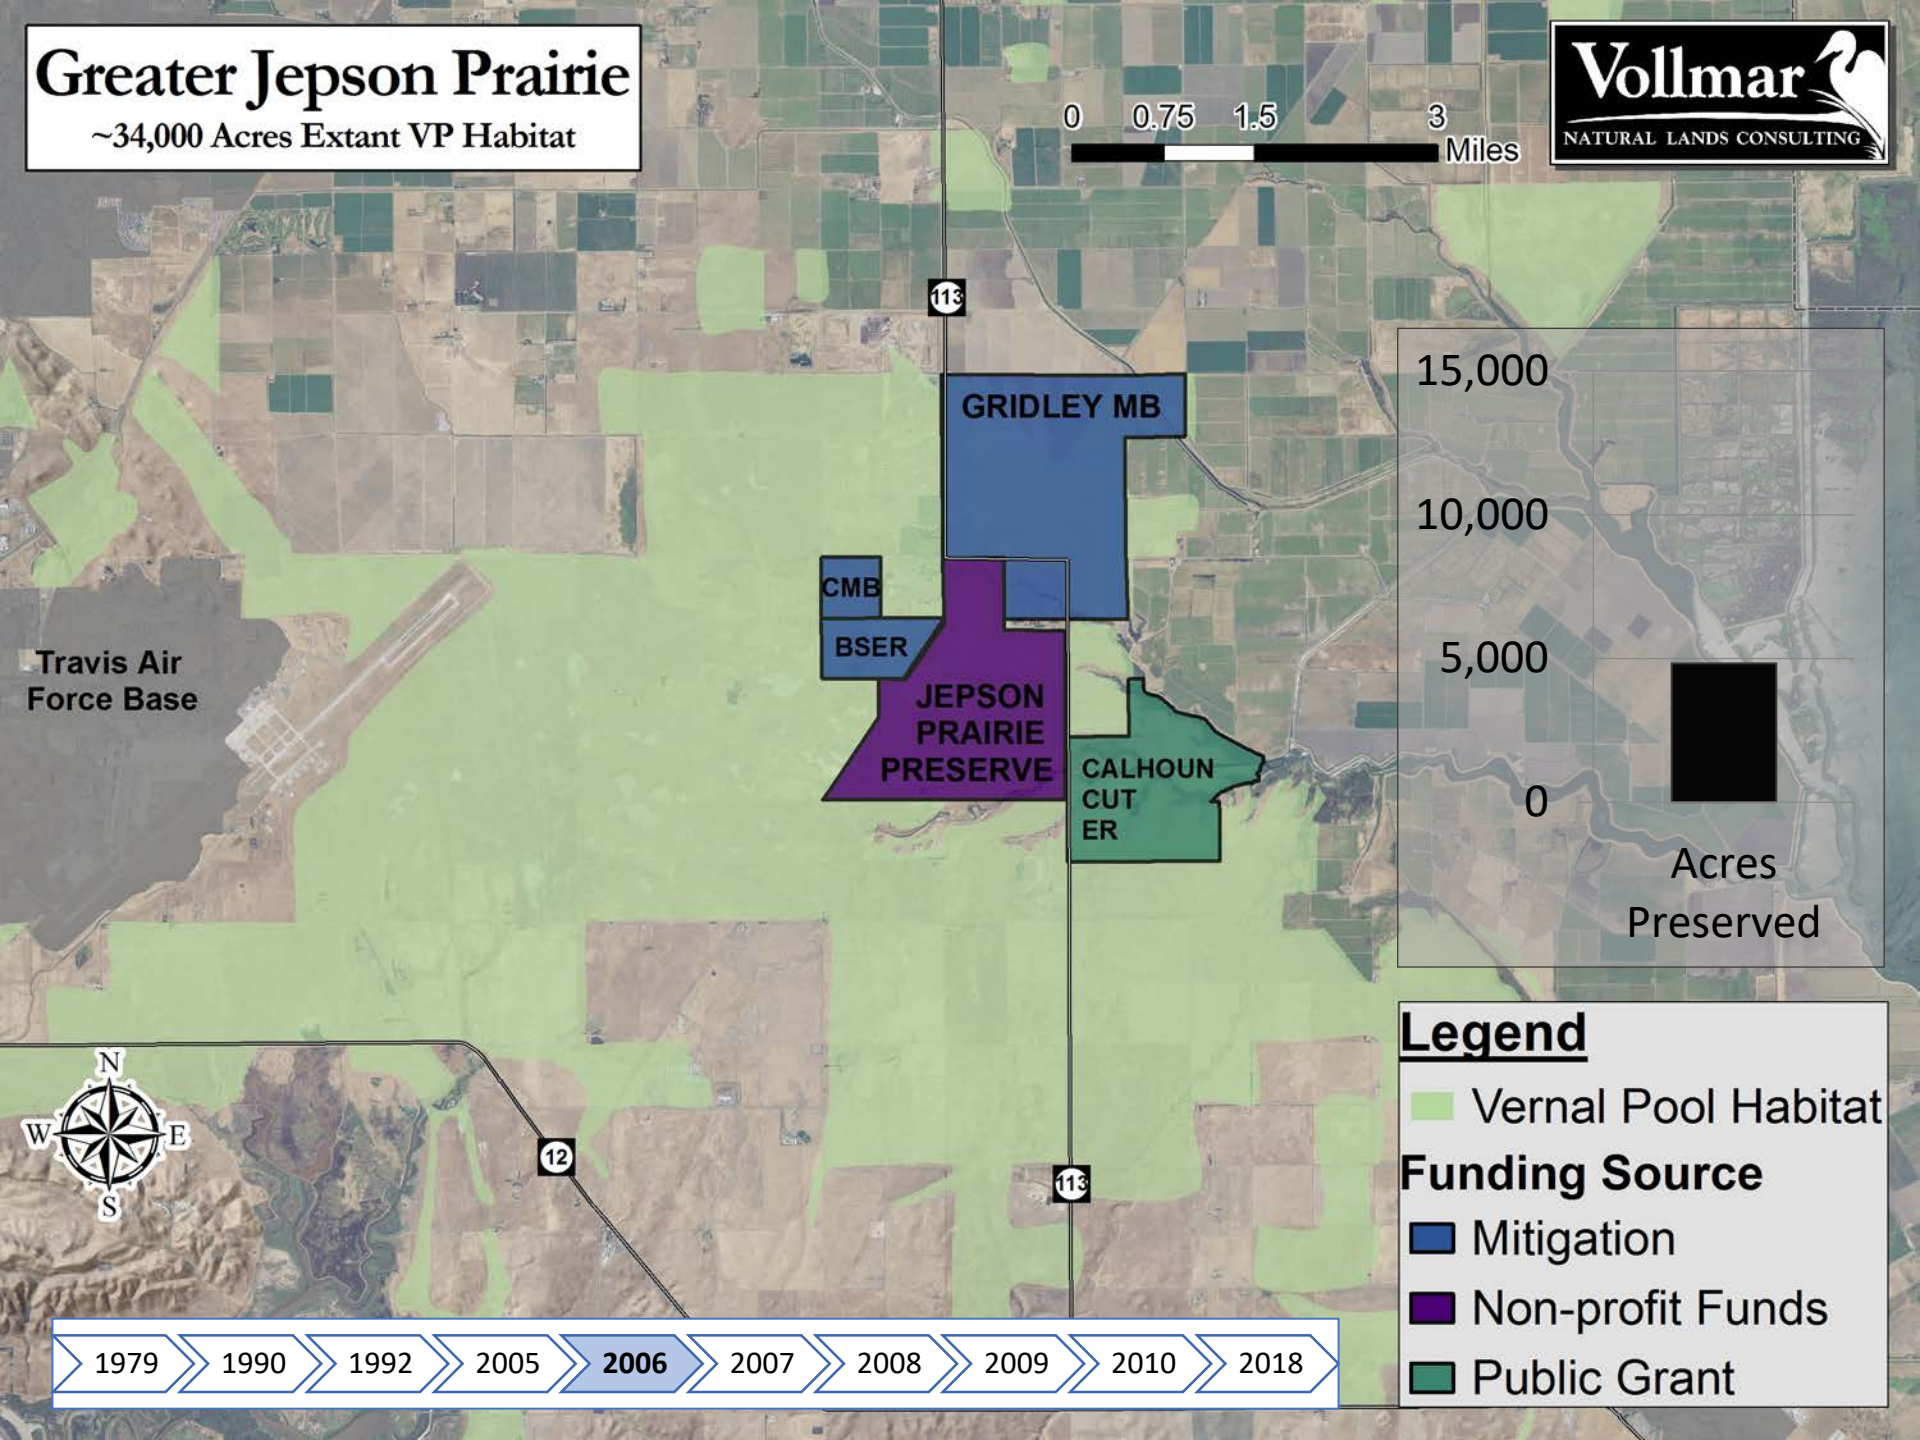 Greater Jepson Prairie
~34,000 Acres Extant VP Habitat
0 0.75 1.5 3
Miles
Vollmar
NATURAL LANDS CONSULTING
113
15,000
10,000
5,000
0
Acres
Preserved
GRIDLEY MB
CMB
BSER
JEPSON
PRAIRIE
PRESERVE
CALHOUN
CUT
ER
Travis Air
Force Base
N
W E
S
12
113
Legend
Vernal Pool Habitat
Funding Source
Mitigation
Non-profit Funds
Public Grant
1979 1990 1992 2005 2006 2007 2008 2009 2010 2018